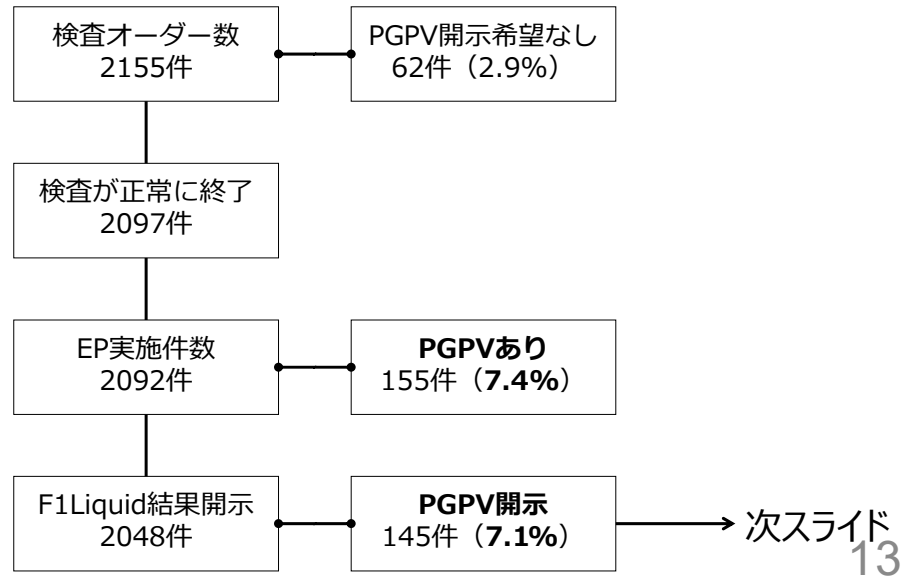 検査オーダー数
2155件
PGPV開示希望なし
62件（2.9%）
検査が正常に終了
2097件
EP実施件数
2092件
PGPVあり
155件（7.4%）
F1Liquid結果開示
2048件
PGPV開示
145件（7.1%）
次スライド
13